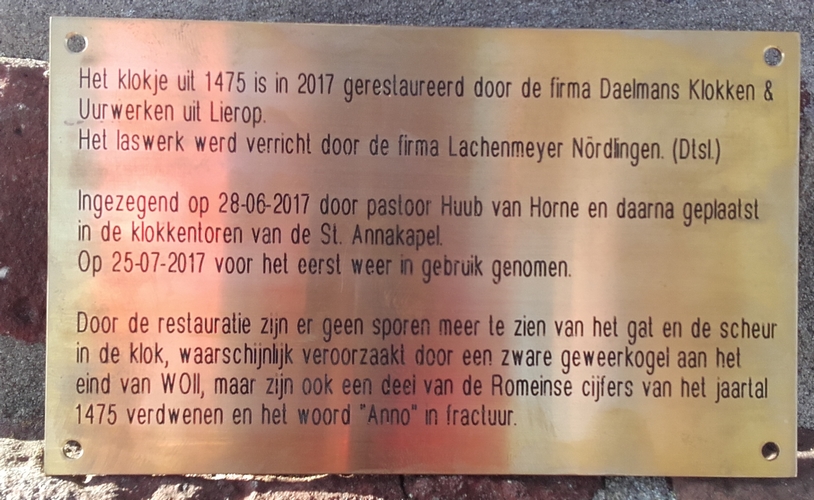 Het klokje uit 1475 is in 2017 gerestaureerd door de firma Daelmans Klokken &
Uurwerken uit Lierop.
Het laswerk werd verricht door de firma Lachenmeyer Nördlingen. (Dtsl.)
Ingezegend op 28-06-2017 door pastoor Huub van Horne en daarna geplaatst
in de klokkentoren van de St. Annakapel.
Op 25-07-2017 voor het eerst weer in gebruik genomen.
Door de restauratie zijn er geen sporen meer te zien van het gat en de scheur
in de klok, waarschijnlijk veroorzaakt door een zware geweerkogel aan het
eind van WOII, maar zijn ook een deel van de Romeinse cijfers van het jaartal
1475 verdwenen en het woord "Anno" in fractuur.